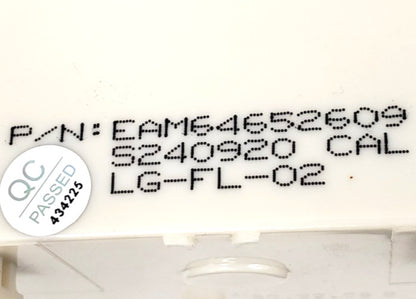 P/N: EAM64652609
S240920 CAL
LG-FL-02
QC
PASSED
434225